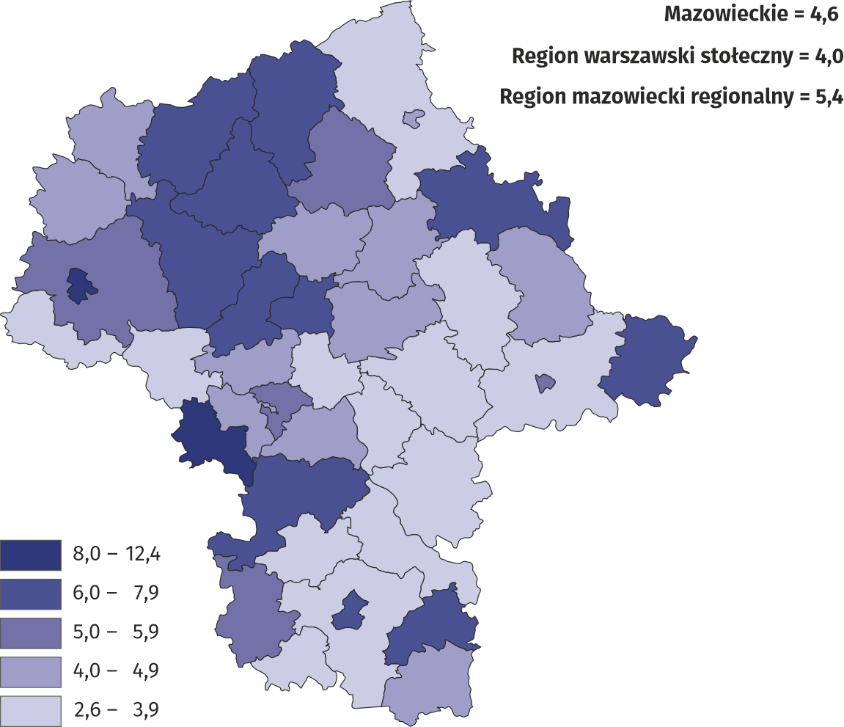 Mazowieckie = 4,6
Region warszawski stołeczny = 4,0
Region mazowiecki regionalny = 5,4
8,0 – 12,4
6,0 – 7,9
5,0 – 5,9
4,0 – 4,9
2,6 – 3,9